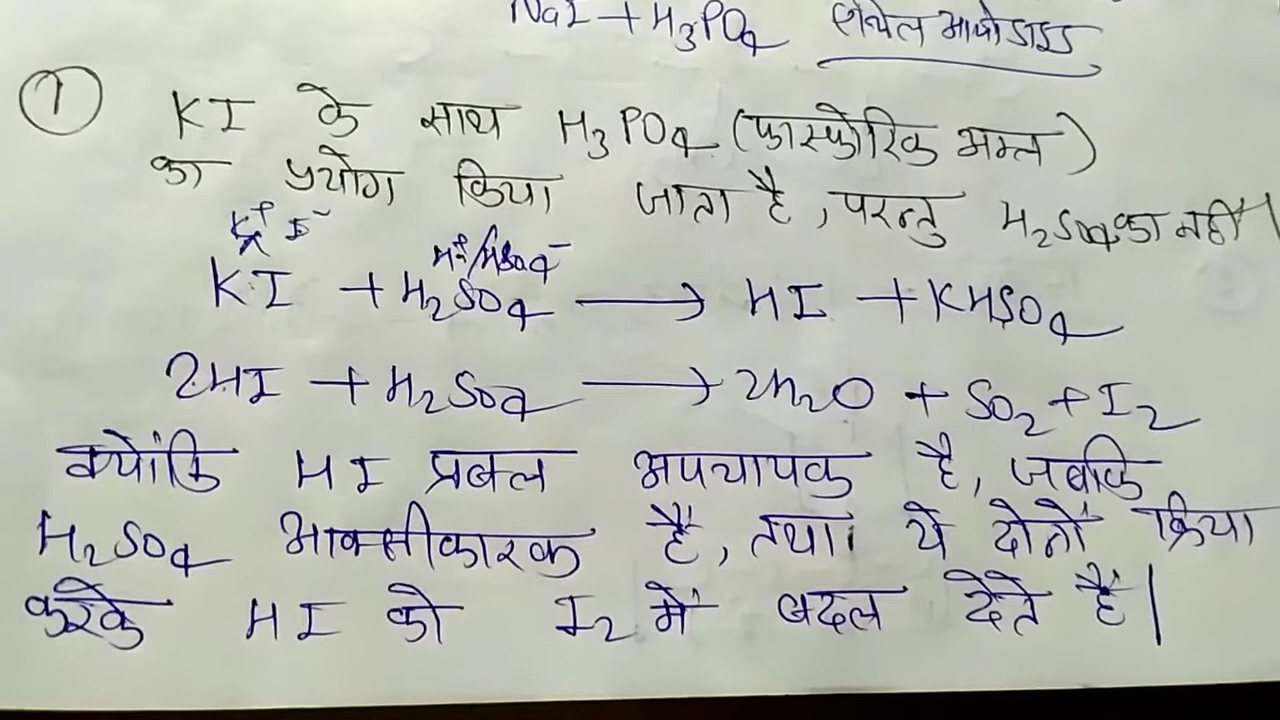 NaI + H₃PO₄ एथिल आयोडाइड
① KI के साथ H₃PO₄ (फास्फोरिक अम्ल)
का प्रयोग किया जाता है, परन्तु H₂SO₄ का नहीं।
K⁺ I⁻ H⁺/HSO₄⁻
KI + H₂SO₄ ⟶ HI + KHSO₄
2HI + H₂SO₄ ⟶ 2H₂O + SO₂ + I₂
क्योंकि HI प्रबल अपचायक है, जबकि
H₂SO₄ आक्सीकारक है, तथा ये दोनों क्रिया
करके HI को I₂ में बदल देते हैं।